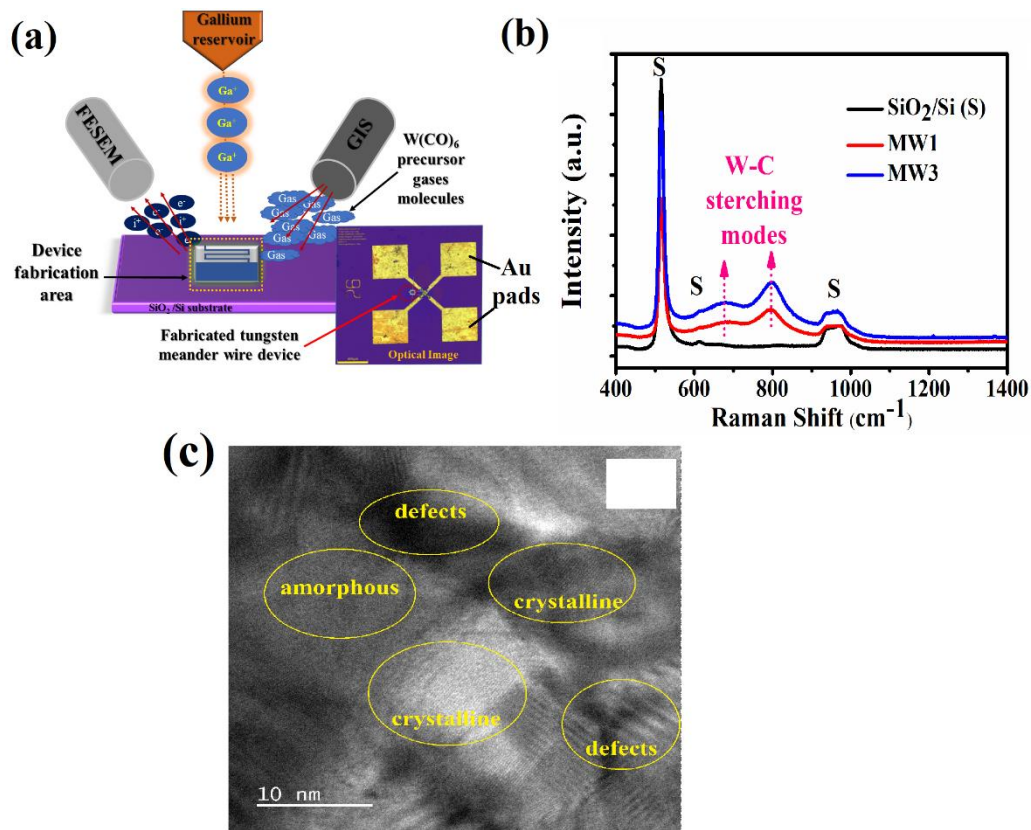 (a)
Gallium
reservoir
Ga+
Ga+
Ga+
FESEM
GIS
W(CO)6
precursor
gases
molecules
Gas
Gas
Gas
Gas
Gas
Gas
Gas
Gas
e-
e-
i+
i+
e-
Device
fabrication
area
SiO2/Si substrate
Au
pads
Fabricated tungsten
meander wire device
Optical Image
(b)
Intensity (a.u.)
S
S
S
SiO2/Si (S)
MW1
MW3
W-C
sterching
modes
400 600 800 1000 1200 1400
Raman Shift (cm-1)
(c)
defects
amorphous
crystalline
crystalline
defects
10 nm